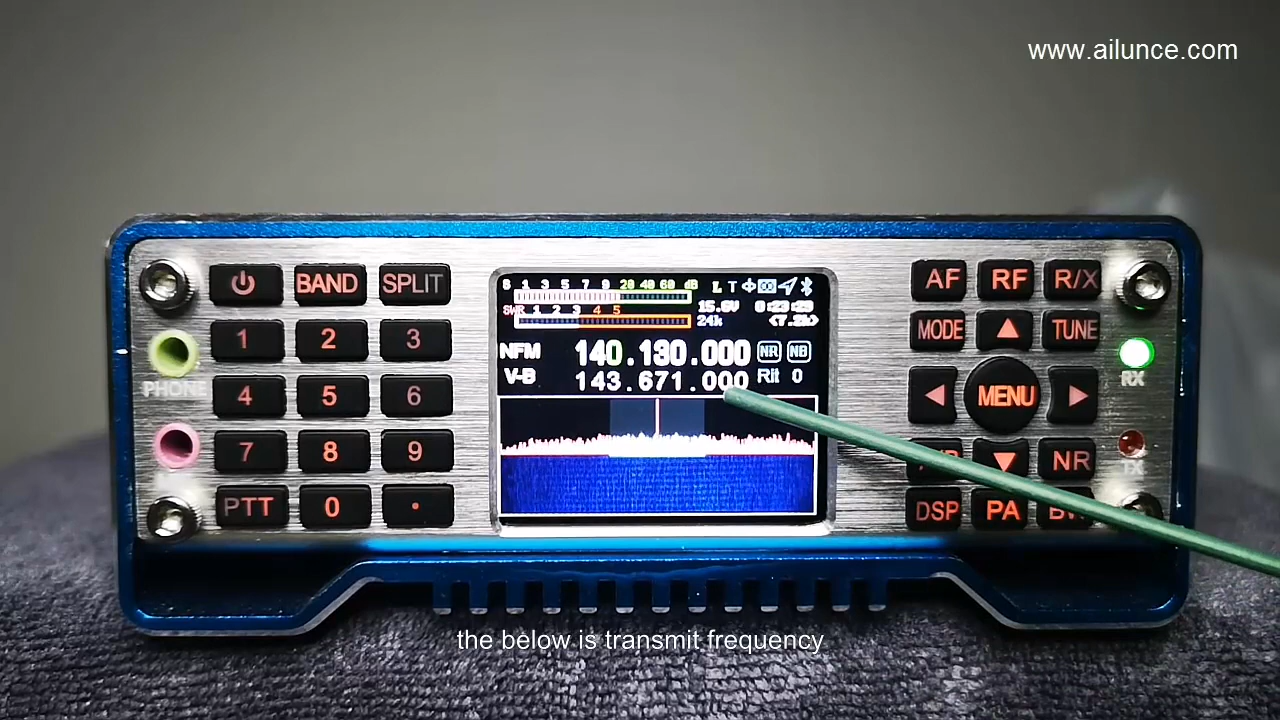 www.ailunce.com
BAND SPLIT
1 2 3
4 5 6
7 8 9
PTT 0 .
PHONE
S 1 3 5 7 9 20 40 60 dB
SWR 1 2 3 4 5
L T
15.6V
24k
NFM 140.130.000 NR NB
V-B 143.671.000 Rit 0
AF RF R/X
MODE TUNE
MENU
NR
DSP PA
RX
TX
the below is transmit frequency